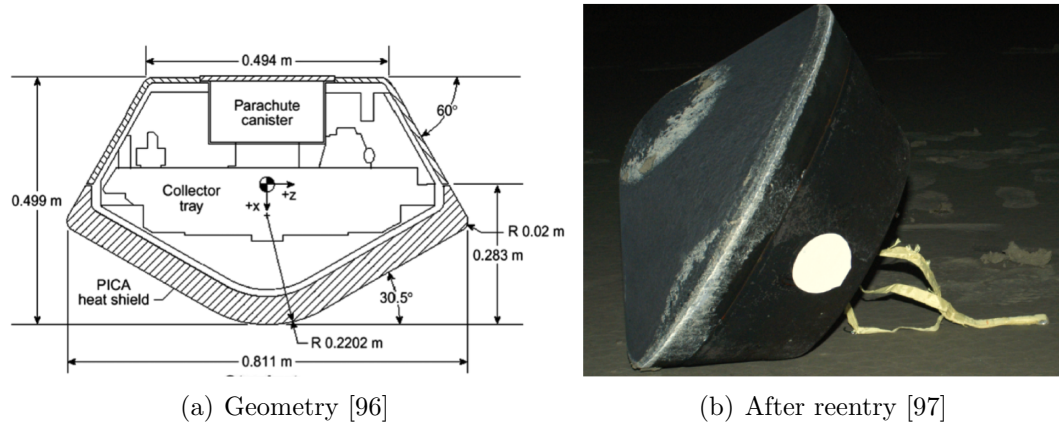 0.494 m
Parachute
canister
60°
0.499 m
Collector
tray
+z
+x
R 0.02 m
0.283 m
PICA
heat shield
30.5°
R 0.2202 m
0.811 m
(a) Geometry [96]
(b) After reentry [97]